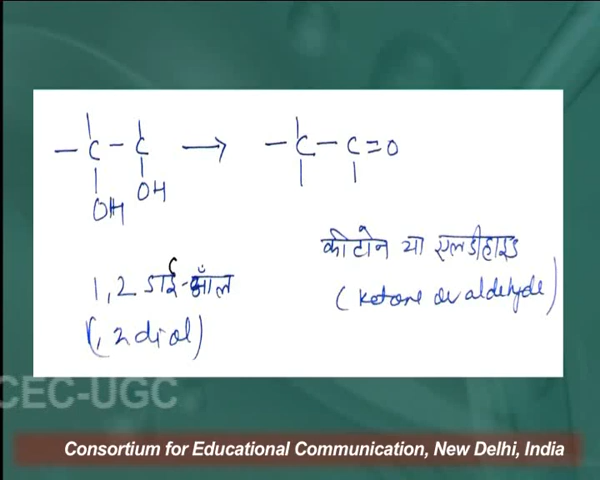 - C - C - → - C - C = O
OH OH
कीटोन या एलडीहाइड
1,2 डाई-ऑल
(ketone or aldehyde)
(1, 2 diol)
CEC-UGC
Consortium for Educational Communication, New Delhi, India